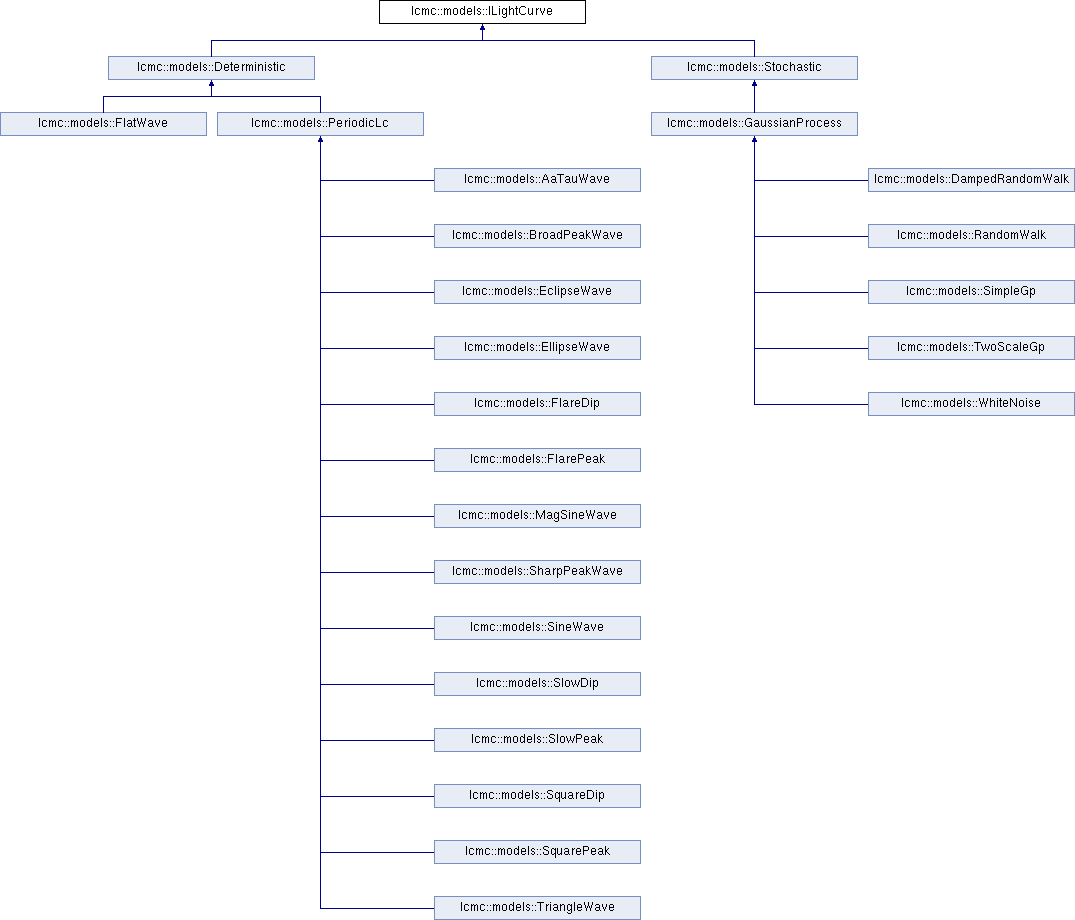 lcmc::models::ILightCurve
lcmc::models::Deterministic
lcmc::models::Stochastic
lcmc::models::FlatWave
lcmc::models::PeriodicLc
lcmc::models::GaussianProcess
lcmc::models::AaTauWave
lcmc::models::DampedRandomWalk
lcmc::models::BroadPeakWave
lcmc::models::RandomWalk
lcmc::models::EclipseWave
lcmc::models::SimpleGp
lcmc::models::EllipseWave
lcmc::models::TwoScaleGp
lcmc::models::FlareDip
lcmc::models::WhiteNoise
lcmc::models::FlarePeak
lcmc::models::MagSineWave
lcmc::models::SharpPeakWave
lcmc::models::SineWave
lcmc::models::SlowDip
lcmc::models::SlowPeak
lcmc::models::SquareDip
lcmc::models::SquarePeak
lcmc::models::TriangleWave